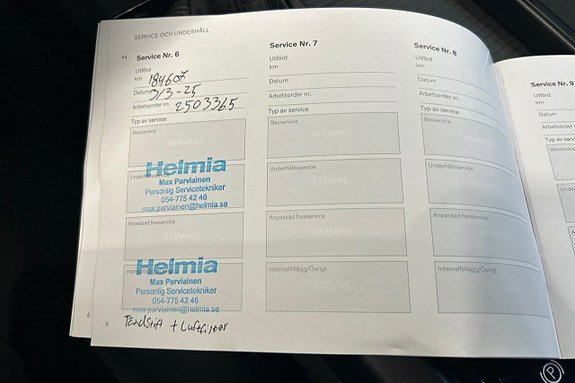 SERVICE OCH UNDERHÅLL
Service Nr. 6
Utförd
km 184607
Datum 3/3-25
Arbetsorder nr. 2503365
Typ av service
Basservice
STÄMPEL
Helmia
Max Parviainen
Personlig Servicetekniker
054-775 42 46
max.parviainen@helmia.se
Anpassad basservice
STÄMPEL
Helmia
Max Parviainen
Personlig Servicetekniker
054-775 42 46
max.parviainen@helmia.se
Tändstift + Luftfilter
6
Service Nr. 7
Utförd
km
Datum
Arbetsorder nr.
Typ av service
Basservice
STÄMPEL
Underhållsservice
STÄMPEL
Anpassad basservice
STÄMPEL
Intervalltillägg/Övrigt
STÄMPEL
Service Nr. 8
Utförd
km
Datum
Arbetsorder nr.
Typ av service
Basservice
STÄMPEL
Underhållsservice
STÄMPEL
Anpassad basservice
STÄMPEL
Intervalltillägg/Övrigt
STÄMPEL
Service Nr. 9
Utförd
km
Datum
Arbetsorder nr.
Typ av service
P